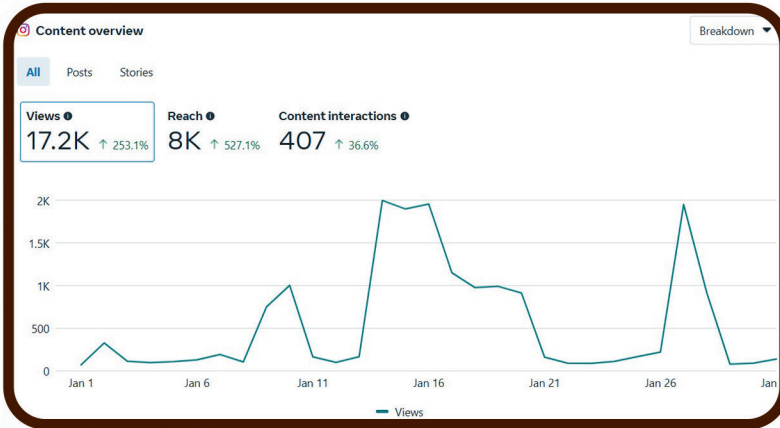 Content overview
Breakdown
All Posts Stories
Views Reach Content interactions
17.2K ↑ 253.1% 8K ↑ 527.1% 407 ↑ 36.6%
2K
1.5K
1K
500
0
Jan 1 Jan 6 Jan 11 Jan 16 Jan 21 Jan 26 Jan
Views